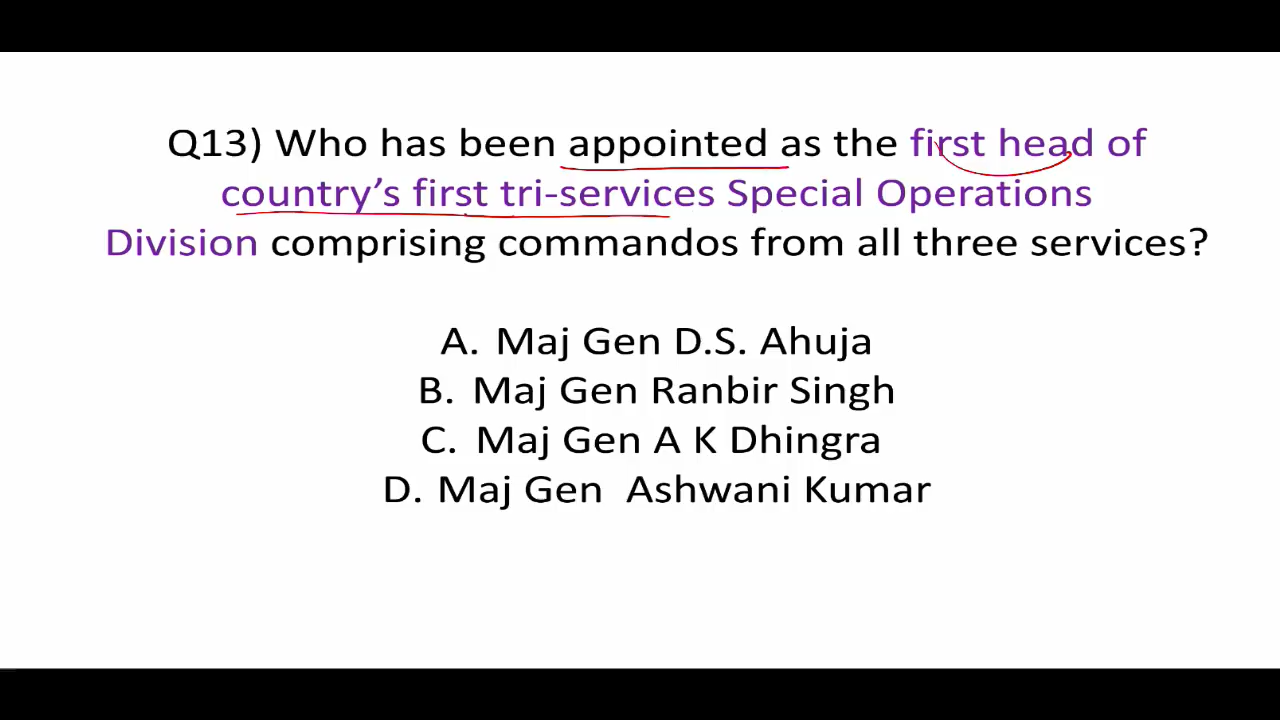 Q13) Who has been appointed as the first head of
country’s first tri-services Special Operations
Division comprising commandos from all three services?
A. Maj Gen D.S. Ahuja
B. Maj Gen Ranbir Singh
C. Maj Gen A K Dhingra
D. Maj Gen Ashwani Kumar